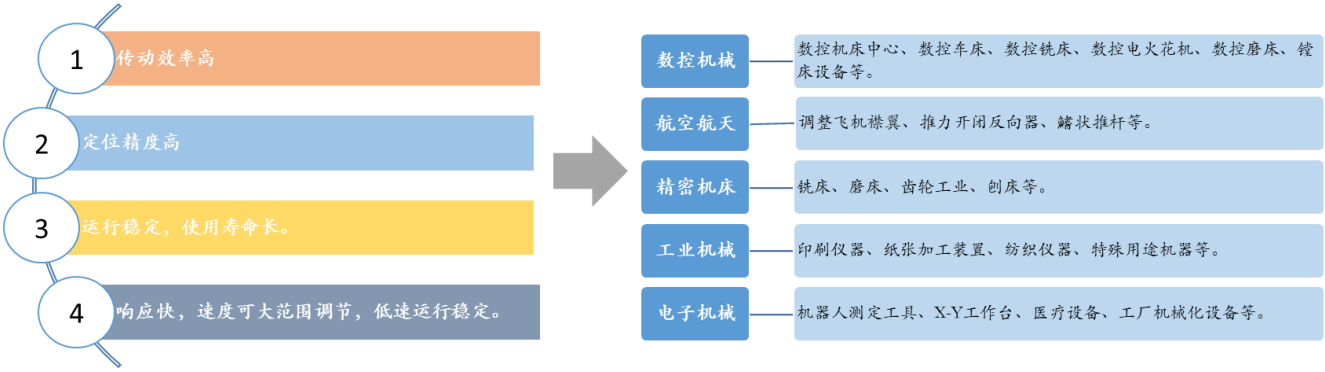 1
传动效率高
2
定位精度高
3
运行稳定，使用寿命长。
4
响应快，速度可大范围调节，低速运行稳定。
数控机械
数控机床中心、数控车床、数控铣床、数控电火花机、数控磨床、镗
床设备等。
航空航天
调整飞机襟翼、推力开闭反向器、鳍状推杆等。
精密机床
铣床、磨床、齿轮工业、刨床等。
工业机械
印刷仪器、纸张加工装置、纺织仪器、特殊用途机器等。
电子机械
机器人测定工具、X-Y工作台、医疗设备、工厂机械化设备等。